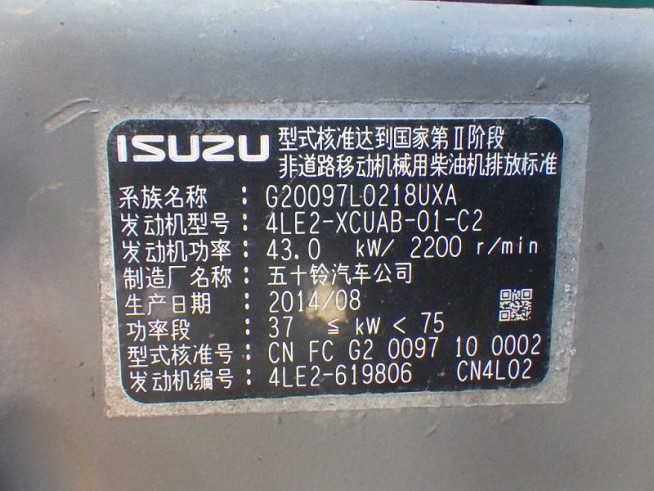 ISUZU 型式核准达到国家第Ⅱ阶段
非道路移动机械用柴油机排放标准
系族名称 : G20097L0218UXA
发动机型号 : 4LE2-XCUAB-01-C2
发动机功率 : 43.0 kW/ 2200 r/min
制造厂名称 : 五十铃汽车公司
生产日期 : 2014/08
功率段 : 37 ≦ kW < 75
型式核准号 : CN FC G2 0097 10 0002
发动机编号 : 4LE2-619806 CN4L02